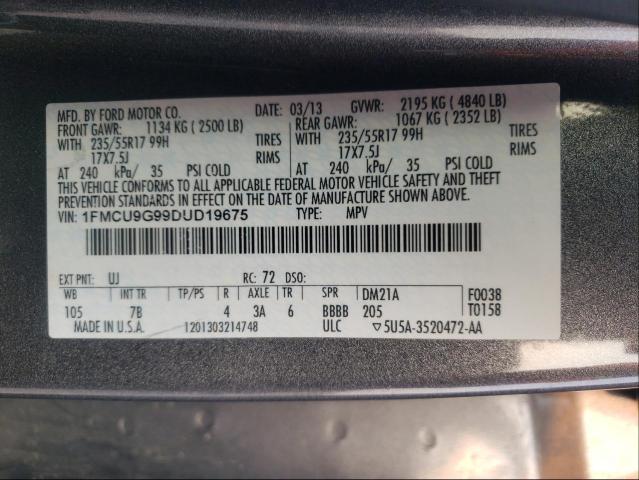 MFD. BY FORD MOTOR CO. DATE: 03/13 GVWR: 2195 KG ( 4840 LB)
FRONT GAWR: 1134 KG ( 2500 LB) REAR GAWR: 1067 KG ( 2352 LB)
WITH 235/55R17 99H TIRES WITH 235/55R17 99H TIRES
17X7.5J RIMS 17X7.5J RIMS
AT 240 kPa/ 35 PSI COLD AT 240 kPa/ 35 PSI COLD
THIS VEHICLE CONFORMS TO ALL APPLICABLE FEDERAL MOTOR VEHICLE SAFETY AND THEFT
PREVENTION STANDARDS IN EFFECT ON THE DATE OF MANUFACTURE SHOWN ABOVE.
VIN: 1FMCU9G99DUD19675 TYPE: MPV
EXT PNT: UJ RC: 72 DSO:
WB INT TR TP/PS R AXLE TR SPR DM21A F0038
105 7B 4 3A 6 BBBB 205 T0158
MADE IN U.S.A. 1201303214748 ULC ▽5U5A-3520472-AA